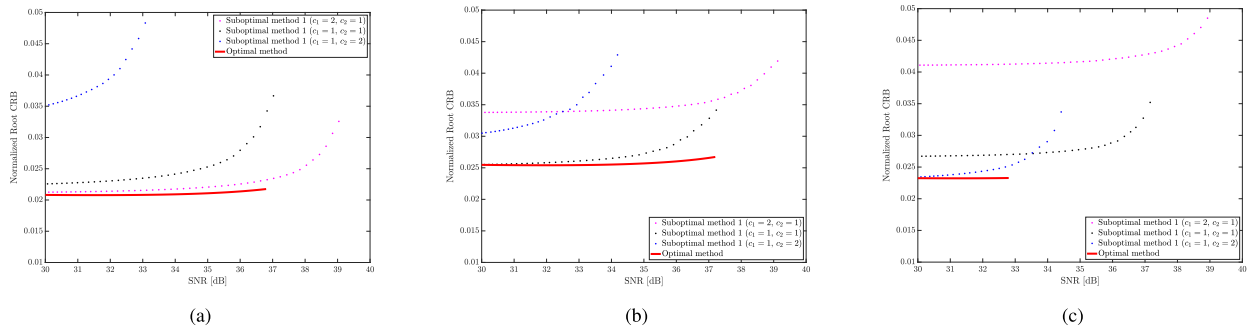 0.05
0.045
0.04
0.035
0.03
0.025
0.02
0.015
0.01
Normalized Root CRB
30 31 32 33 34 35 36 37 38 39 40
SNR [dB]
Suboptimal method 1 (c₁ = 2, c₂ = 1)
Suboptimal method 1 (c₁ = 1, c₂ = 1)
Suboptimal method 1 (c₁ = 1, c₂ = 2)
Optimal method
(a)
0.05
0.045
0.04
0.035
0.03
0.025
0.02
0.015
0.01
Normalized Root CRB
30 31 32 33 34 35 36 37 38 39 40
SNR [dB]
Suboptimal method 1 (c₁ = 2, c₂ = 1)
Suboptimal method 1 (c₁ = 1, c₂ = 1)
Suboptimal method 1 (c₁ = 1, c₂ = 2)
Optimal method
(b)
0.05
0.045
0.04
0.035
0.03
0.025
0.02
0.015
0.01
Normalized Root CRB
30 31 32 33 34 35 36 37 38 39 40
SNR [dB]
Suboptimal method 1 (c₁ = 2, c₂ = 1)
Suboptimal method 1 (c₁ = 1, c₂ = 1)
Suboptimal method 1 (c₁ = 1, c₂ = 2)
Optimal method
(c)